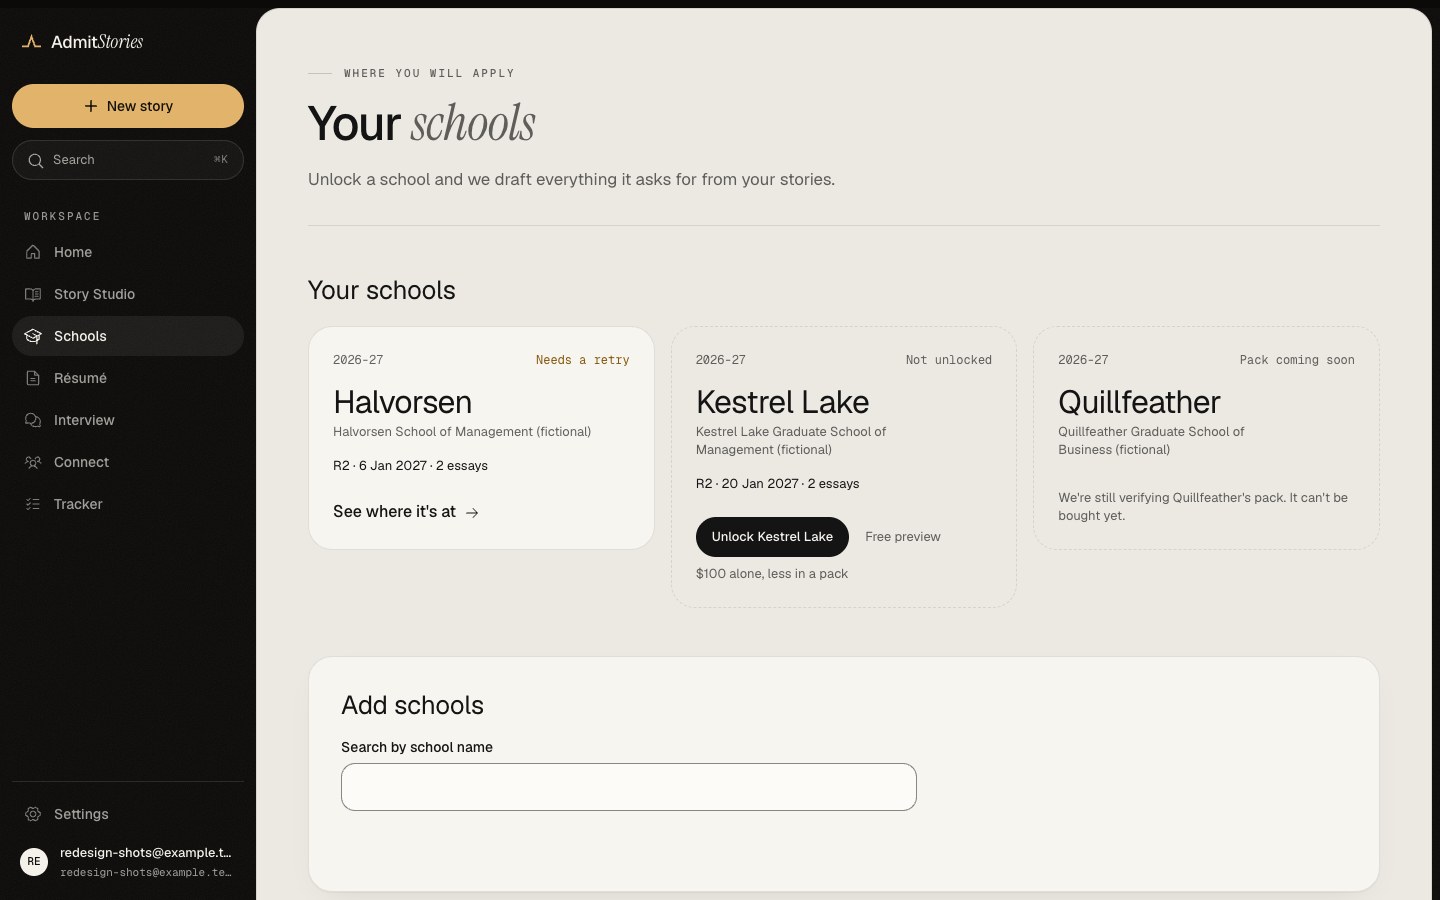 AdmitStories
New story
Search ⌘K
WORKSPACE
Home
Story Studio
Schools
Résumé
Interview
Connect
Tracker
Settings
RE
redesign-shots@example.t…
redesign-shots@example.te…
WHERE YOU WILL APPLY
Your schools
Unlock a school and we draft everything it asks for from your stories.
Your schools
2026-27 Needs a retry
Halvorsen
Halvorsen School of Management (fictional)
R2 · 6 Jan 2027 · 2 essays
See where it's at →
2026-27 Not unlocked
Kestrel Lake
Kestrel Lake Graduate School of
Management (fictional)
R2 · 20 Jan 2027 · 2 essays
Unlock Kestrel Lake Free preview
$100 alone, less in a pack
2026-27 Pack coming soon
Quillfeather
Quillfeather Graduate School of
Business (fictional)
We're still verifying Quillfeather's pack. It can't be
bought yet.
Add schools
Search by school name